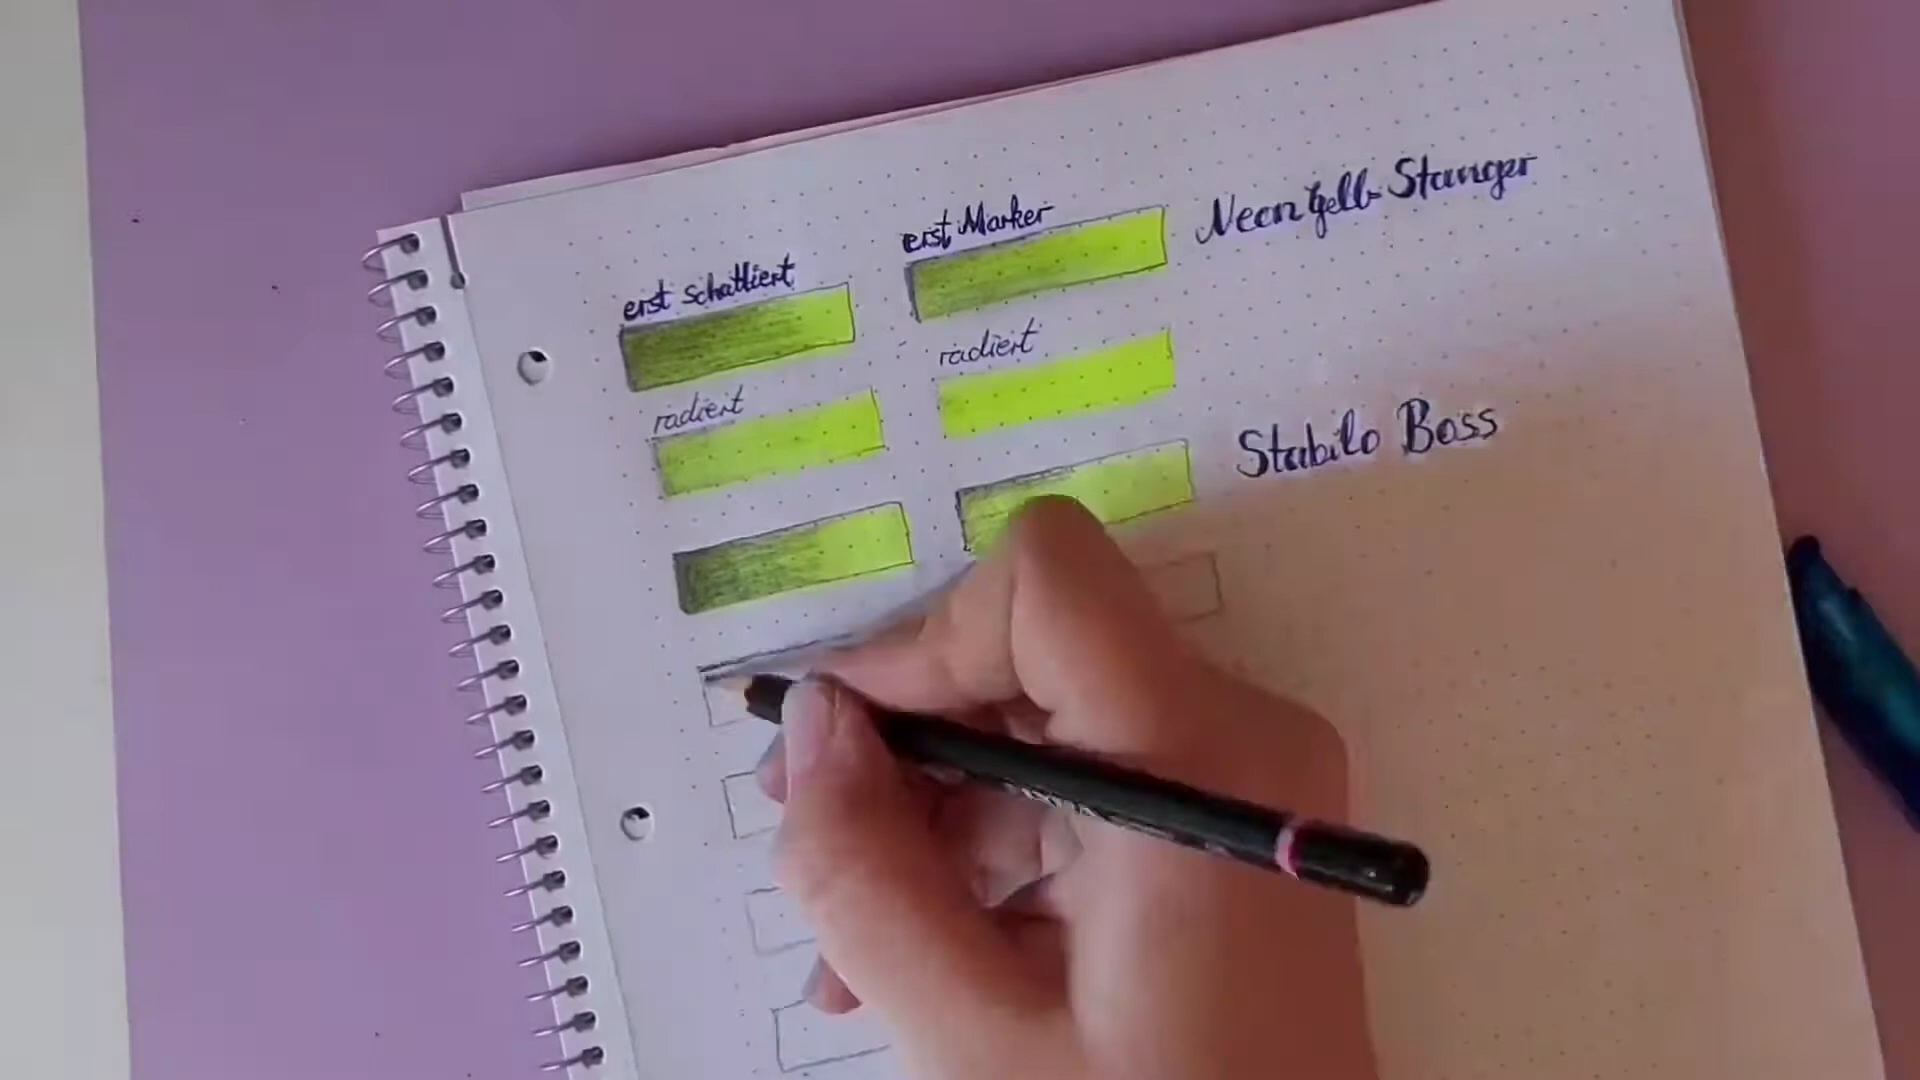 erst schattiert
erst Marker
Neon Gelb Stanger
radiert
radiert
Stabilo Boss